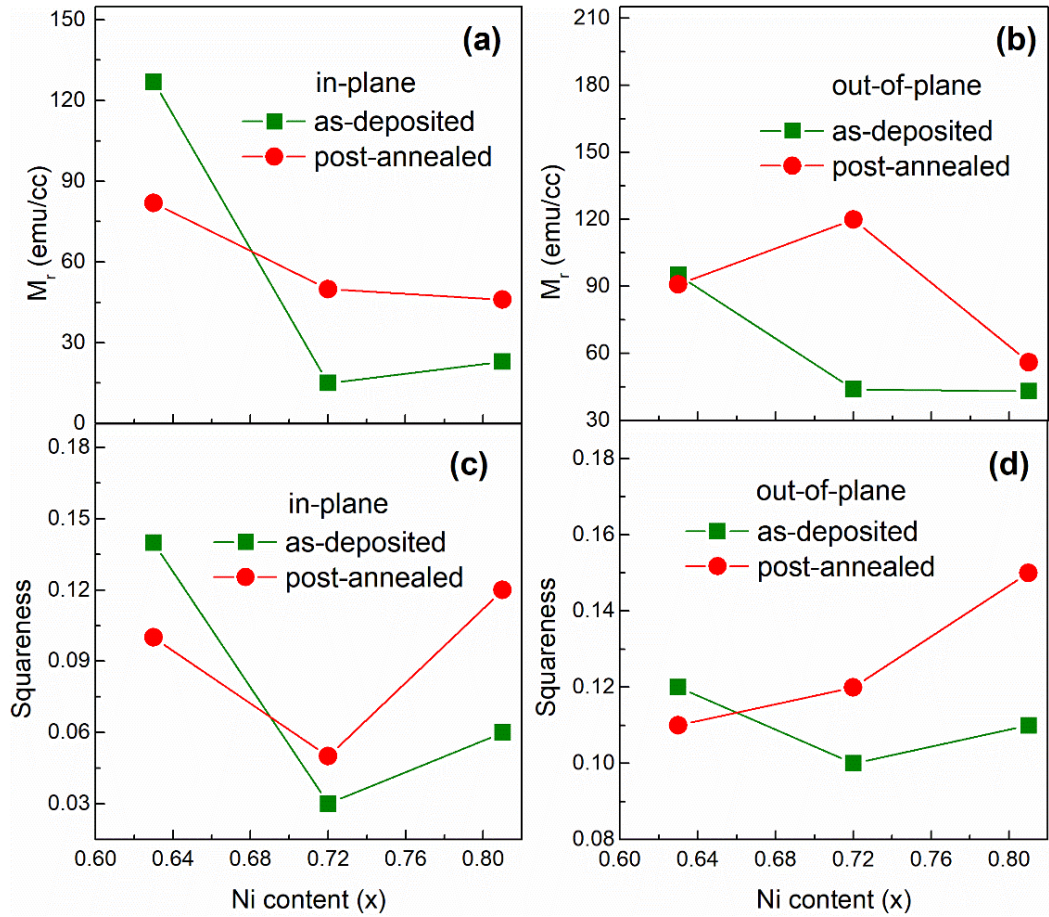 (a)
in-plane
as-deposited
post-annealed
M_r (emu/cc)
150
120
90
60
30
0
(b)
out-of-plane
as-deposited
post-annealed
M_r (emu/cc)
210
180
150
120
90
60
30
(c)
in-plane
as-deposited
post-annealed
Squareness
0.18
0.15
0.12
0.09
0.06
0.03
0.60 0.64 0.68 0.72 0.76 0.80
Ni content (x)
(d)
out-of-plane
as-deposited
post-annealed
Squareness
0.18
0.16
0.14
0.12
0.10
0.08
0.60 0.64 0.68 0.72 0.76 0.80
Ni content (x)